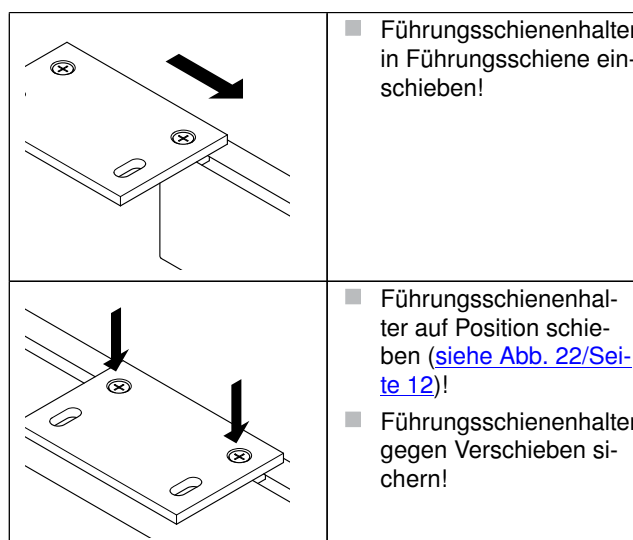 Führungsschienenhalter
in Führungsschiene ein-
schieben!
Führungsschienenhal-
ter auf Position schie-
ben (siehe Abb. 22/Sei-
te 12)!
Führungsschienenhalter
gegen Verschieben si-
chern!